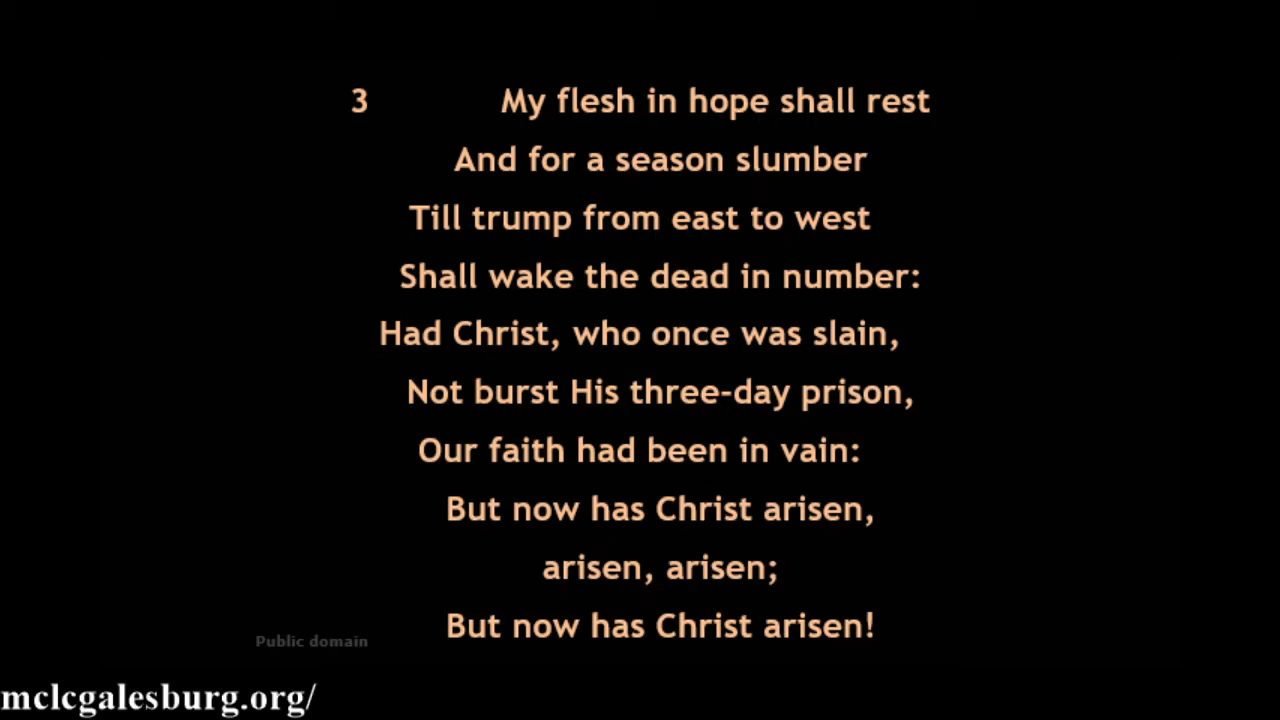 3 My flesh in hope shall rest
And for a season slumber
Till trump from east to west
Shall wake the dead in number:
Had Christ, who once was slain,
Not burst His three-day prison,
Our faith had been in vain:
But now has Christ arisen,
arisen, arisen;
But now has Christ arisen!
Public domain
mclcgalesburg.org/